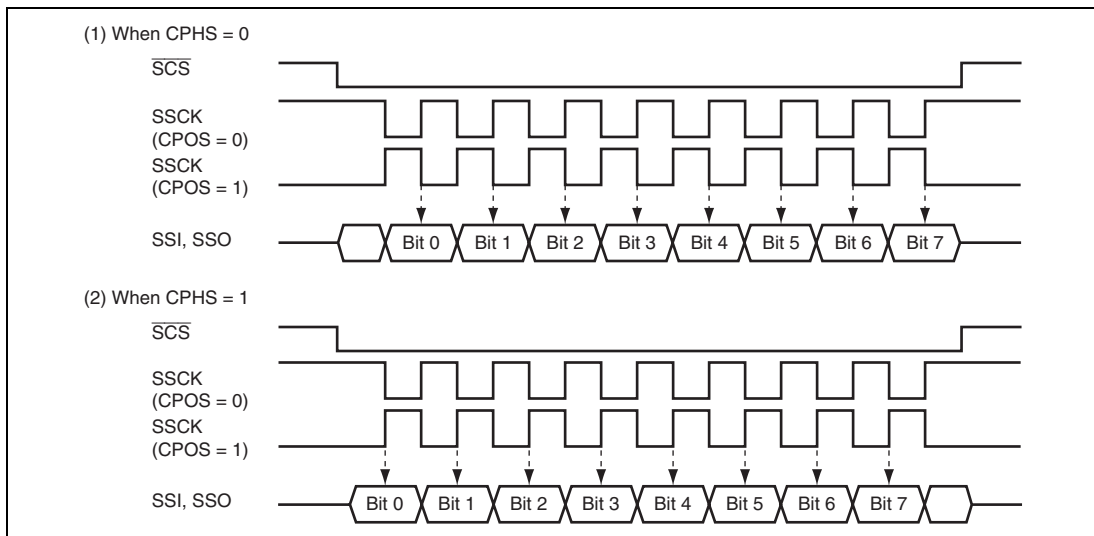 (1) When CPHS = 0
SCS
SSCK
(CPOS = 0)
SSCK
(CPOS = 1)
SSI, SSO
Bit 0 Bit 1 Bit 2 Bit 3 Bit 4 Bit 5 Bit 6 Bit 7
(2) When CPHS = 1
SCS
SSCK
(CPOS = 0)
SSCK
(CPOS = 1)
SSI, SSO
Bit 0 Bit 1 Bit 2 Bit 3 Bit 4 Bit 5 Bit 6 Bit 7